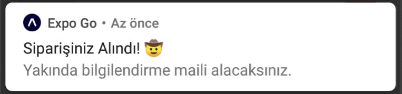 Expo Go • Az önce
Siparişiniz Alındı! 🤠
Yakında bilgilendirme maili alacaksınız.